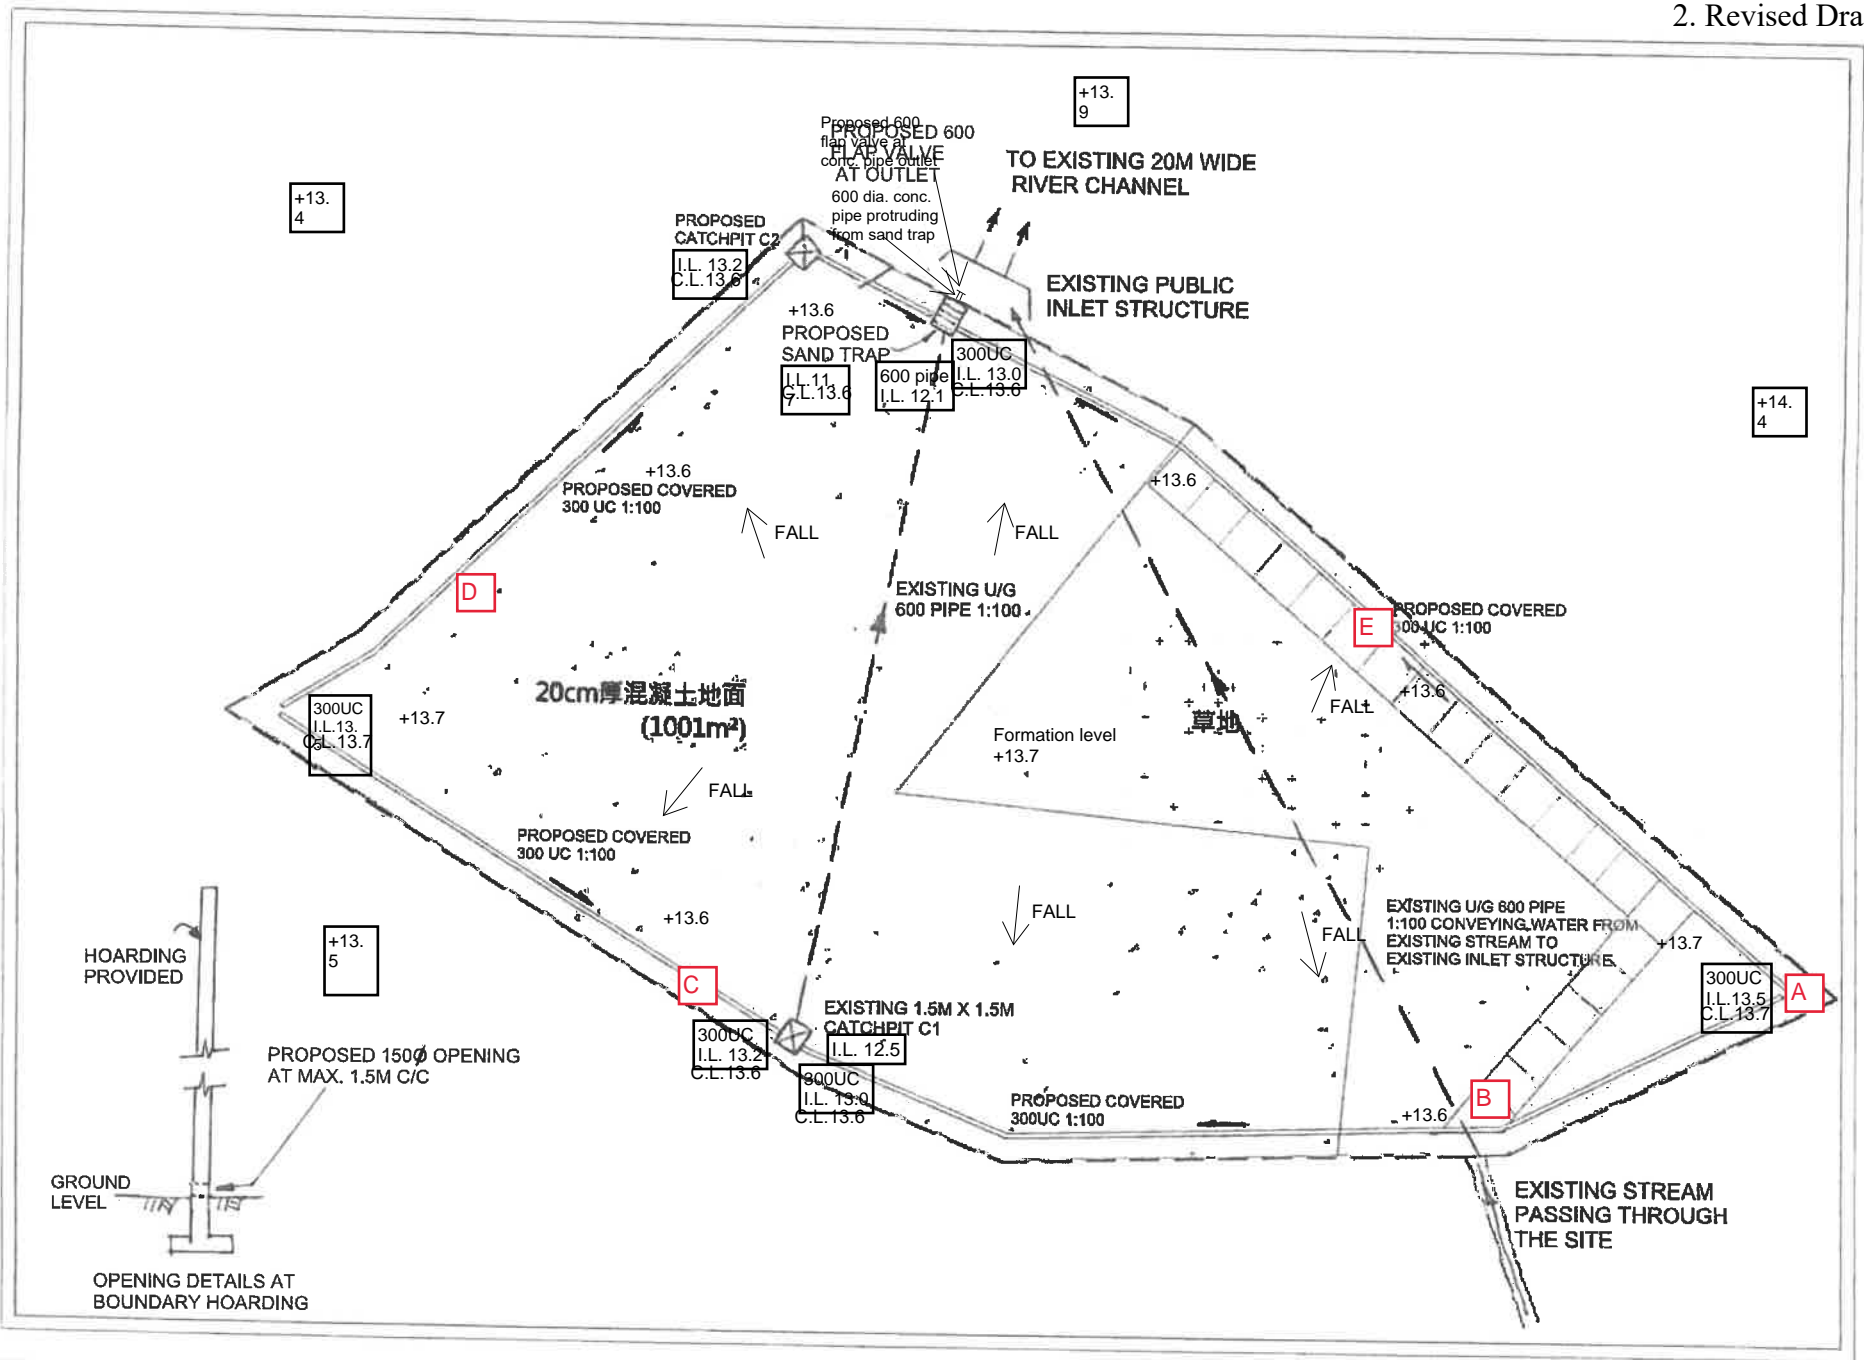 2. Revised Dra
+13.
9
+13.
4
Proposed 600
flap valve at
conc. pipe outlet
PROPOSED 600
FLAP VALVE
AT OUTLET
600 dia. conc.
pipe protruding
from sand trap
TO EXISTING 20M WIDE
RIVER CHANNEL
PROPOSED
CATCHPIT C2
I.L. 13.2
C.L.13.6
EXISTING PUBLIC
INLET STRUCTURE
+13.6
PROPOSED
SAND TRAP
I.L.11.
7
C.L.13.6
600 pipe
I.L. 12.1
300UC
I.L. 13.0
C.L.13.6
+14.
4
+13.6
PROPOSED COVERED
300 UC 1:100
+13.6
FALL
FALL
D
EXISTING U/G
600 PIPE 1:100
E
PROPOSED COVERED
300 UC 1:100
20cm厚混凝土地面
(1001m²)
草地
+13.6
FALL
300UC
I.L.13.
5
C.L.13.7
+13.7
Formation level
+13.7
FALL
PROPOSED COVERED
300 UC 1:100
+13.6
FALL
FALL
EXISTING U/G 600 PIPE
1:100 CONVEYING WATER FROM
EXISTING STREAM TO
EXISTING INLET STRUCTURE
+13.7
+13.
5
HOARDING
PROVIDED
C
300UC
I.L.13.5
C.L.13.7
A
EXISTING 1.5M X 1.5M
CATCHPIT C1
I.L. 12.5
300UC
I.L. 13.2
C.L.13.6
300UC
I.L. 13.0
C.L.13.6
PROPOSED 150Ø OPENING
AT MAX. 1.5M C/C
PROPOSED COVERED
300UC 1:100
B
+13.6
GROUND
LEVEL
EXISTING STREAM
PASSING THROUGH
THE SITE
OPENING DETAILS AT
BOUNDARY HOARDING